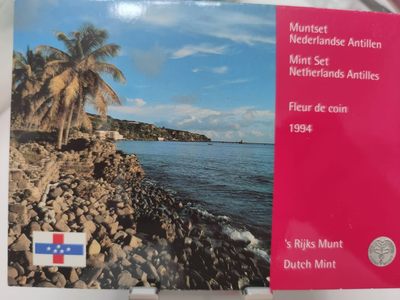 Muntset
Nederlandse Antillen
Mint Set
Netherlands Antilles
Fleur de coin
1994
's Rijks Munt
Dutch Mint